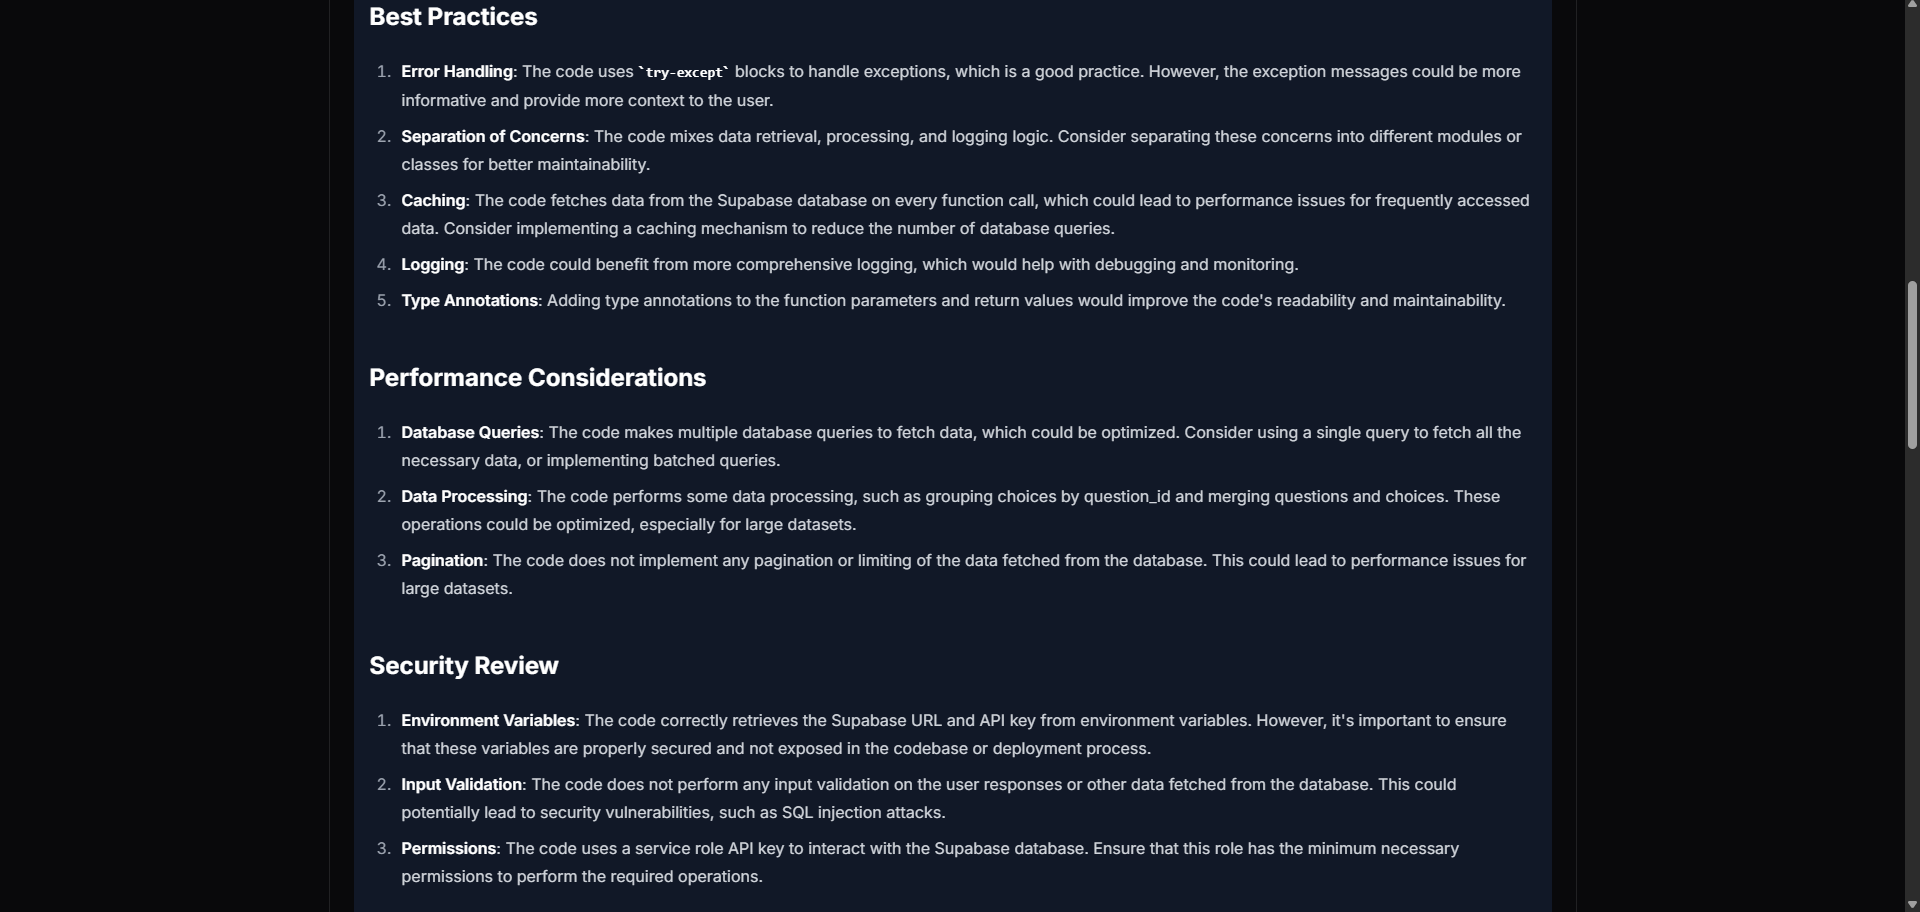 Best Practices
1. Error Handling: The code uses `try-except` blocks to handle exceptions, which is a good practice. However, the exception messages could be more
informative and provide more context to the user.
2. Separation of Concerns: The code mixes data retrieval, processing, and logging logic. Consider separating these concerns into different modules or
classes for better maintainability.
3. Caching: The code fetches data from the Supabase database on every function call, which could lead to performance issues for frequently accessed
data. Consider implementing a caching mechanism to reduce the number of database queries.
4. Logging: The code could benefit from more comprehensive logging, which would help with debugging and monitoring.
5. Type Annotations: Adding type annotations to the function parameters and return values would improve the code's readability and maintainability.
Performance Considerations
1. Database Queries: The code makes multiple database queries to fetch data, which could be optimized. Consider using a single query to fetch all the
necessary data, or implementing batched queries.
2. Data Processing: The code performs some data processing, such as grouping choices by question_id and merging questions and choices. These
operations could be optimized, especially for large datasets.
3. Pagination: The code does not implement any pagination or limiting of the data fetched from the database. This could lead to performance issues for
large datasets.
Security Review
1. Environment Variables: The code correctly retrieves the Supabase URL and API key from environment variables. However, it's important to ensure
that these variables are properly secured and not exposed in the codebase or deployment process.
2. Input Validation: The code does not perform any input validation on the user responses or other data fetched from the database. This could
potentially lead to security vulnerabilities, such as SQL injection attacks.
3. Permissions: The code uses a service role API key to interact with the Supabase database. Ensure that this role has the minimum necessary
permissions to perform the required operations.